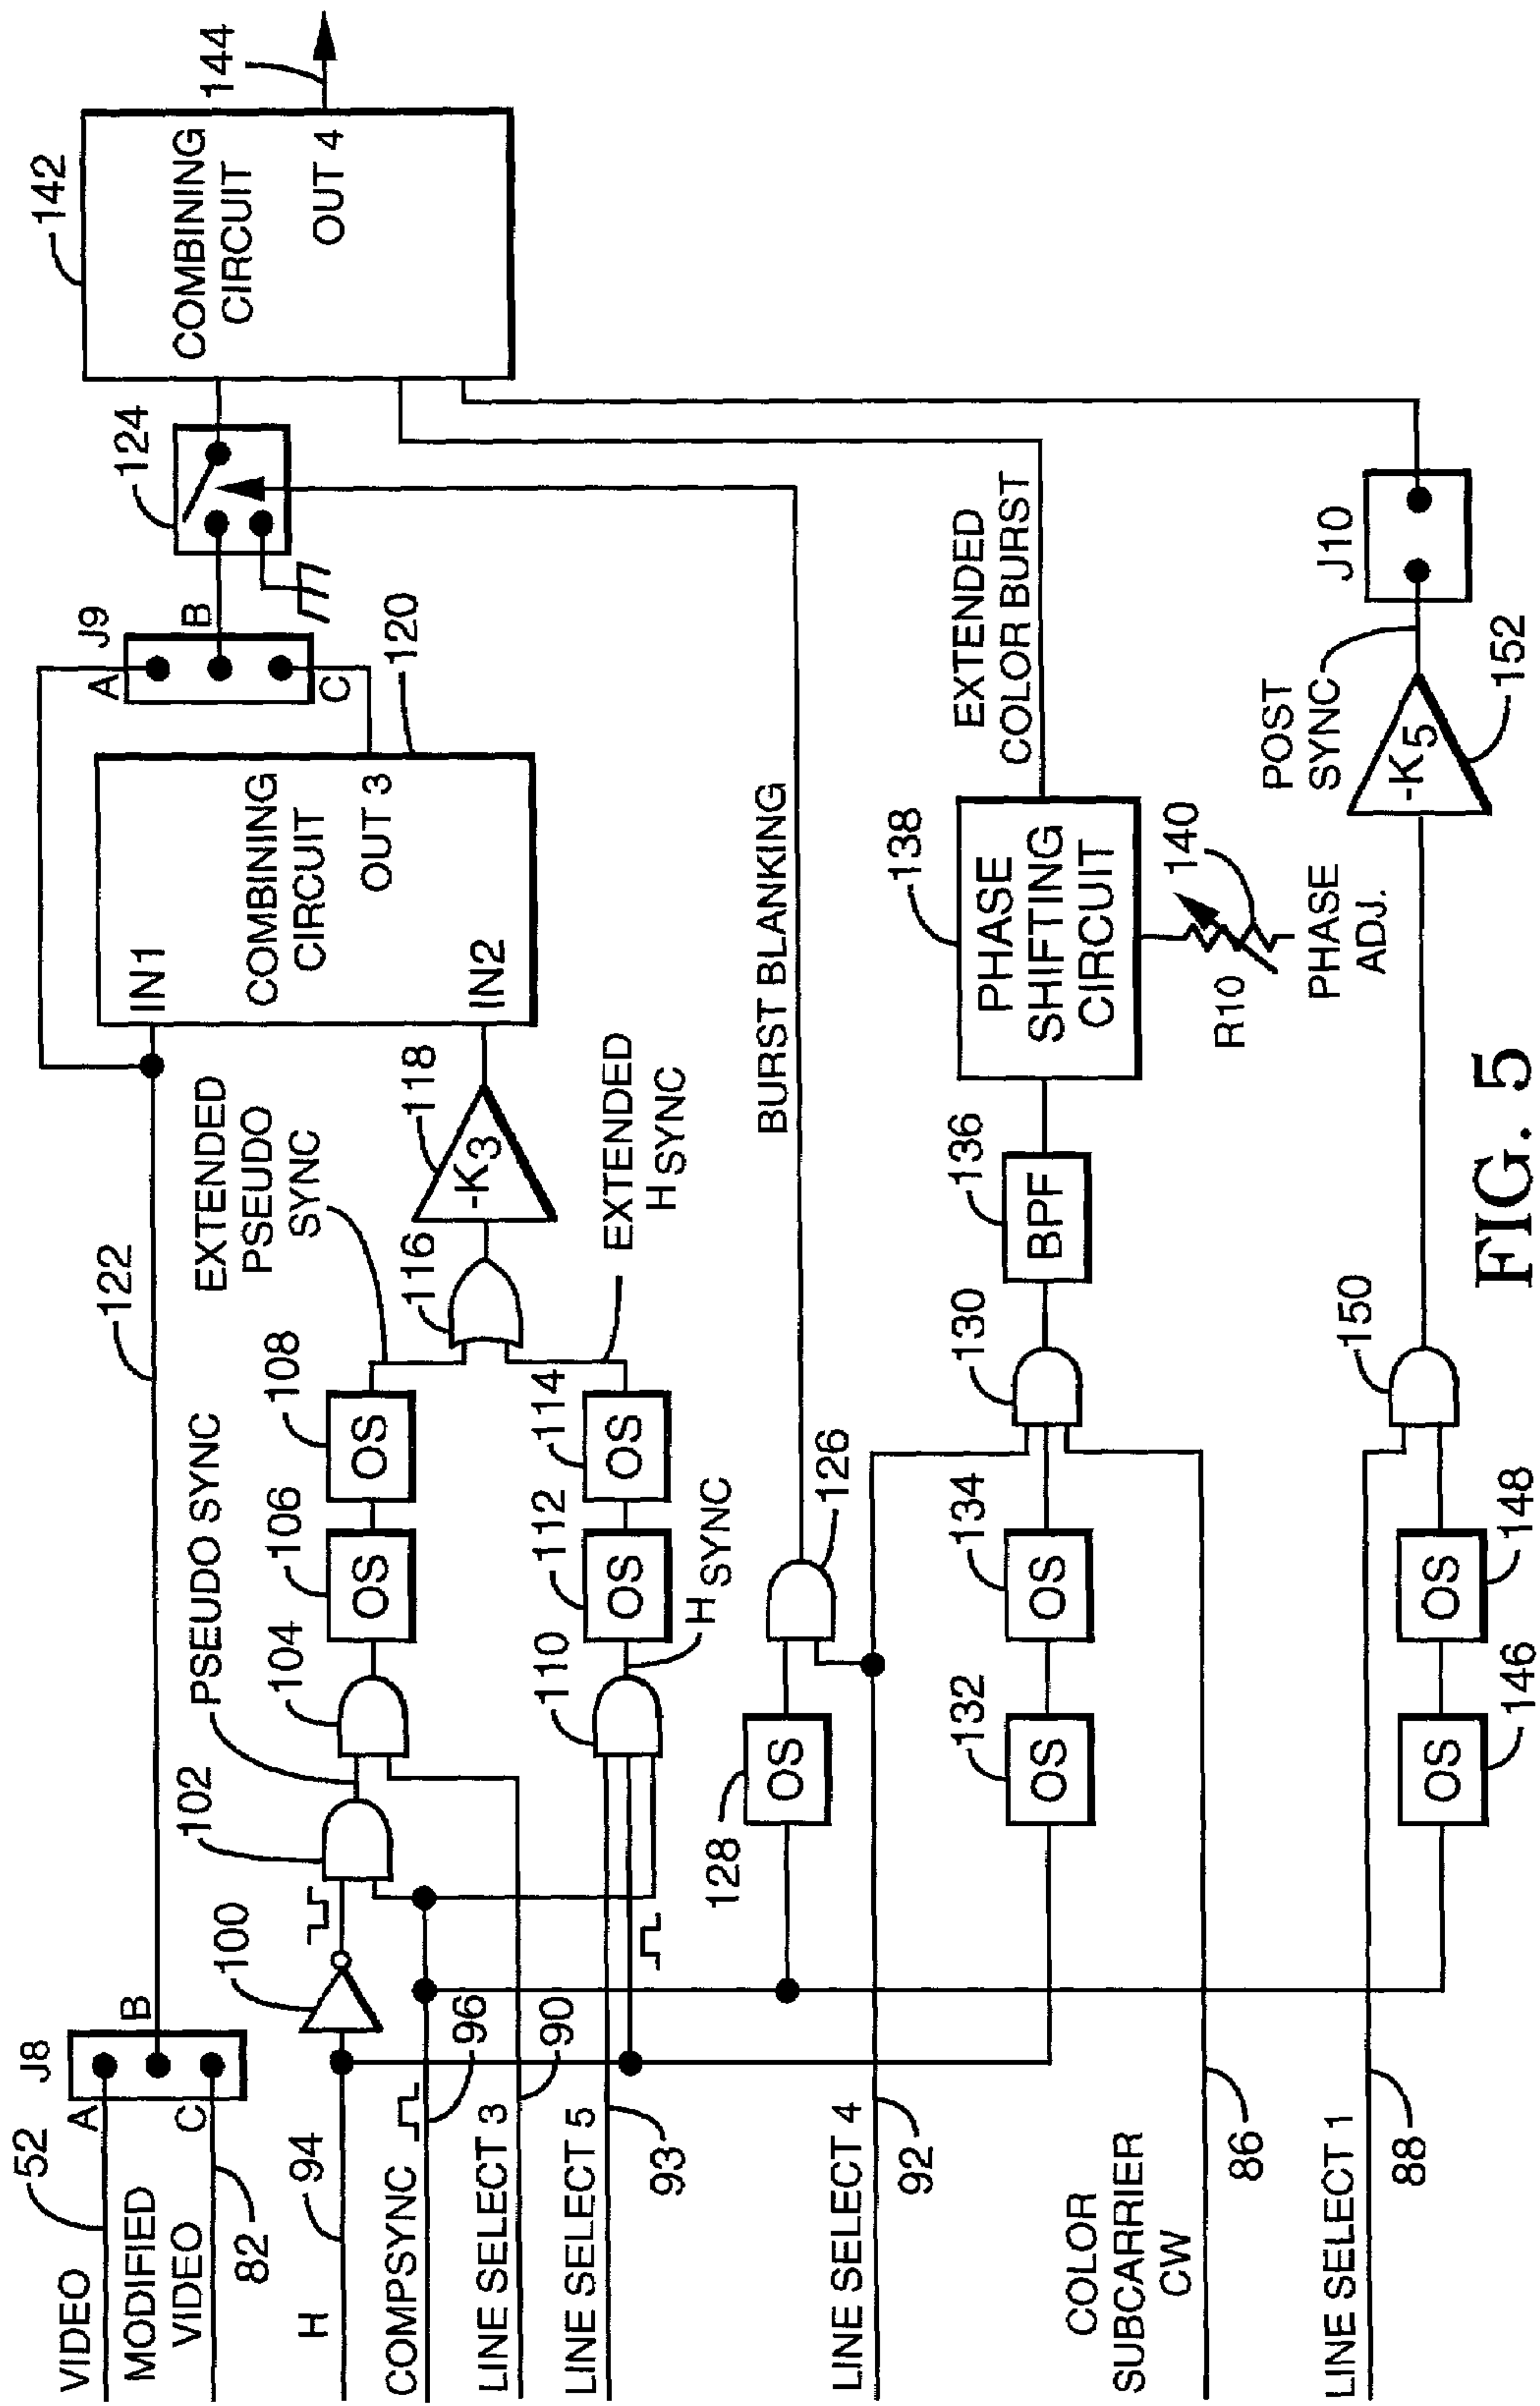 VIDEO
52
MODIFIED
VIDEO
82
A
C
J8
B
122
H
94
100
102
PSEUDO SYNC
104
106
OS
108
OS
EXTENDED
PSEUDO
SYNC
COMPSYNC
96
LINE SELECT 3
90
LINE SELECT 5
93
110
H SYNC
112
OS
114
OS
EXTENDED
H SYNC
116
118
-K3
IN1
IN2
COMBINING
CIRCUIT
OUT 3
120
J9
A
B
C
124
142
COMBINING
CIRCUIT
OUT 4
144
128
OS
126
BURST BLANKING
LINE SELECT 4
92
132
OS
134
OS
130
136
BPF
138
PHASE
SHIFTING
CIRCUIT
140
R10
PHASE
ADJ.
EXTENDED
COLOR BURST
COLOR
SUBCARRIER
CW
86
LINE SELECT 1
88
146
OS
148
OS
150
-K5
152
POST
SYNC
J10
FIG. 5